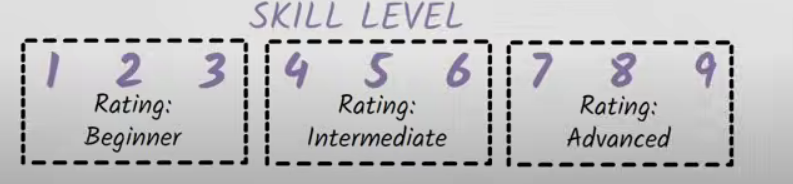 SKILL LEVEL
1 2 3 4 5 6 7 8 9
Rating: Rating: Rating:
Beginner Intermediate Advanced